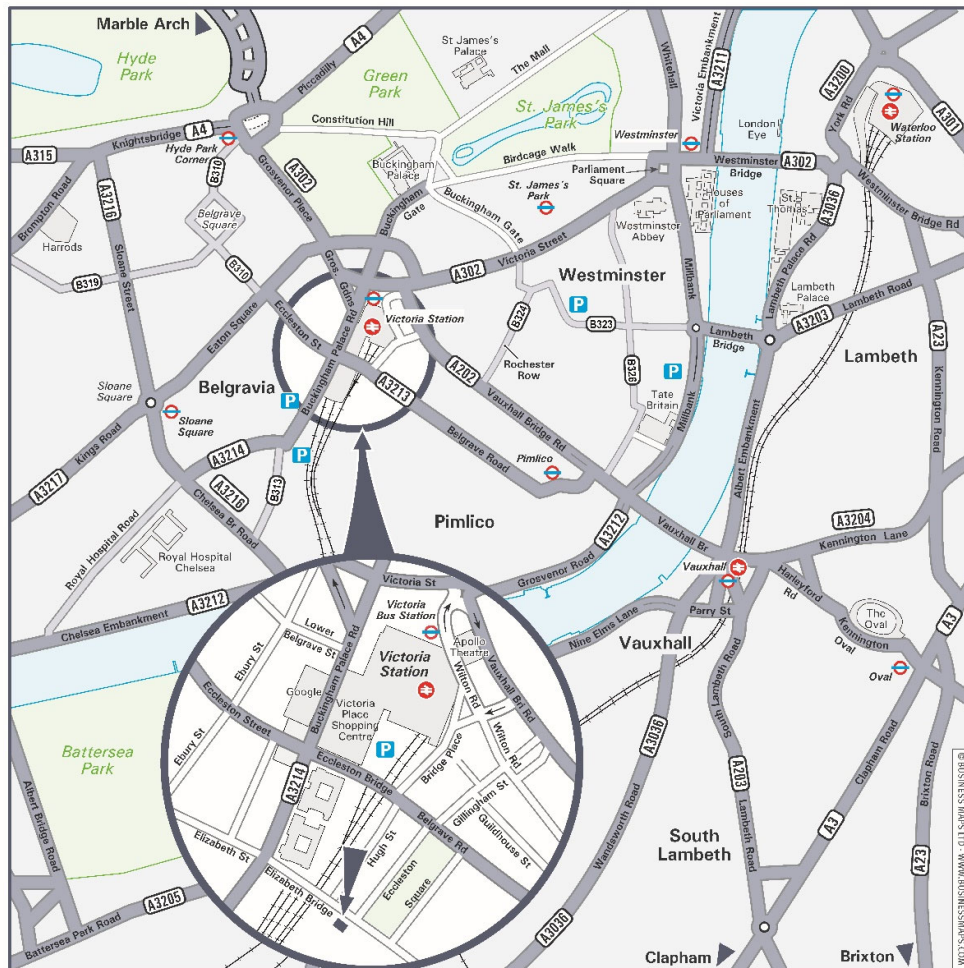 Marble Arch
Hyde
Park
A4
Piccadilly
Green
Park
St James's
Palace
The Mall
Whitehall
Victoria Embankment
A3211
A3200
A301
York Rd
Waterloo
Station
London
Eye
St. James's
Park
Constitution Hill
Knightsbridge
A4
A315
Hyde Park
Corner
B310
Grosvenor Place
A302
Buckingham
Palace
Birdcage Walk
Westminster
Parliament
Square
Westminster
Bridge
A302
Westminster Bridge Rd
Houses
of
Parliament
St.
Thomas'
A3036
Lambeth Palace Rd
Brompton Road
A3216
Harrods
Belgrave
Square
Buckingham
Gate
Buckingham
Gate
St. James's
Park
Westminster
Abbey
Millbank
B319
B310
Sloane Street
Gros.
Gdns
A302
Victoria Street
Westminster
Lambeth
Palace
Lambeth Road
A3203
Eaton Square
Eccleston St
Buckingham Palace Rd
Victoria Station
B324
B323
Rochester
Row
B326
Lambeth
Bridge
Lambeth
A23
Kennington Road
Sloane
Square
Belgravia
P
P
P
P
A3213
A202
Vauxhall Bridge Rd
Tate
Britain
Millbank
Albert Embankment
Sloane
Square
Kings Road
A3217
A3214
A3216
B313
Belgrave Road
Pimlico
Chelsea Br Road
Royal Hospital Road
Royal Hospital
Chelsea
Pimlico
A3212
Grosvenor Road
Vauxhall Br
Vauxhall
A3204
Kennington Lane
Harleyford
Rd
Parry St
Nine Elms Lane
Vauxhall
The
Oval
Kennington
Oval
Oval
A3
A3212
Chelsea Embankment
Battersea
Park
Albert Bridge Road
A3205
Battersea Park Road
Victoria St
Lower
Belgrave St
Ebury St
Ebury St
Buckingham Palace Rd
Victoria
Bus Station
Apollo
Theatre
Victoria
Station
Wilton Rd
Vauxhall Bri Rd
Google
Victoria
Place
Shopping
Centre
P
Eccleston Street
Eccleston Bridge
Bridge Place
Wilton
Rd
A3214
Belgrave Rd
Gillingham St
Guildhouse St
Hugh St
Elizabeth St
Elizabeth Bridge
Eccleston
Square
A3036
Wandsworth Road
A3036
South Lambeth Road
A203
Lambeth Road
South
Lambeth
Clapham Road
A3
Brixton Road
A23
Clapham
Brixton
© BUSINESS MAPS LTD - WWW.BUSINESSMAPS.COM